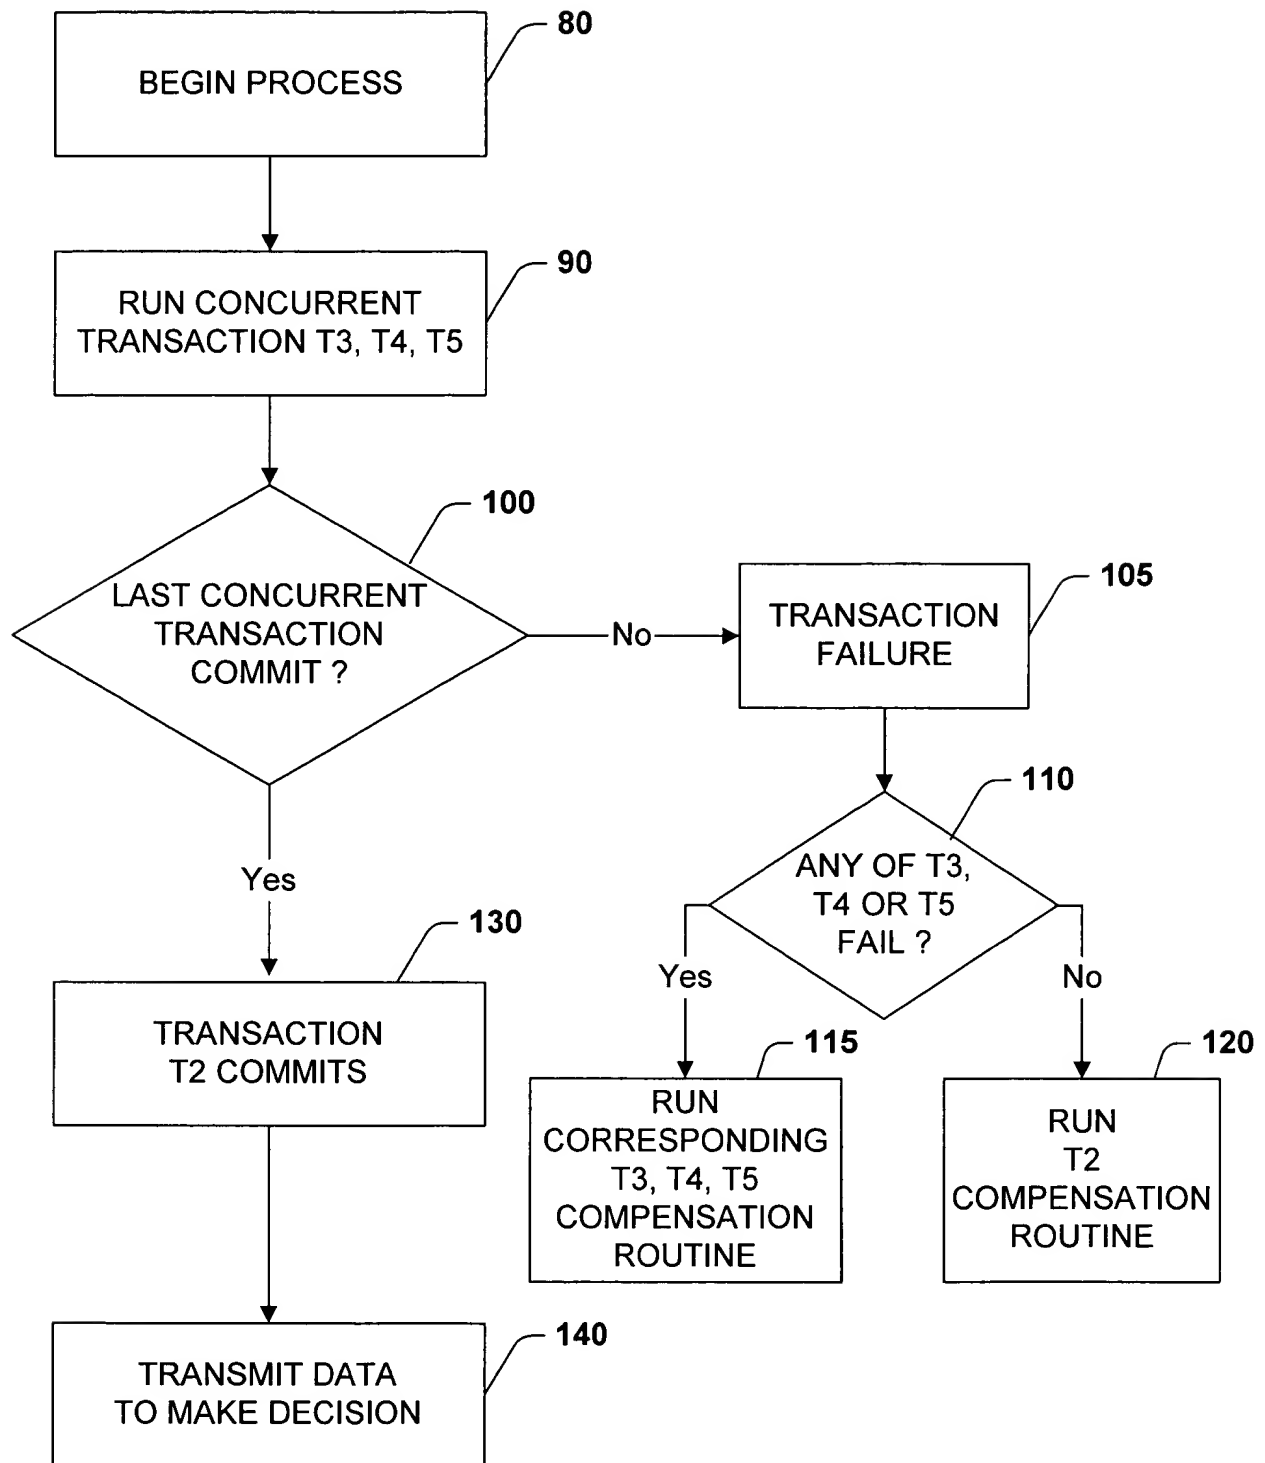 80
BEGIN PROCESS
90
RUN CONCURRENT
TRANSACTION T3, T4, T5
100
LAST CONCURRENT
TRANSACTION
COMMIT ?
No
105
TRANSACTION
FAILURE
110
ANY OF T3,
T4 OR T5
FAIL ?
Yes
No
115
RUN
CORRESPONDING
T3, T4, T5
COMPENSATION
ROUTINE
120
RUN
T2
COMPENSATION
ROUTINE
Yes
130
TRANSACTION
T2 COMMITS
140
TRANSMIT DATA
TO MAKE DECISION